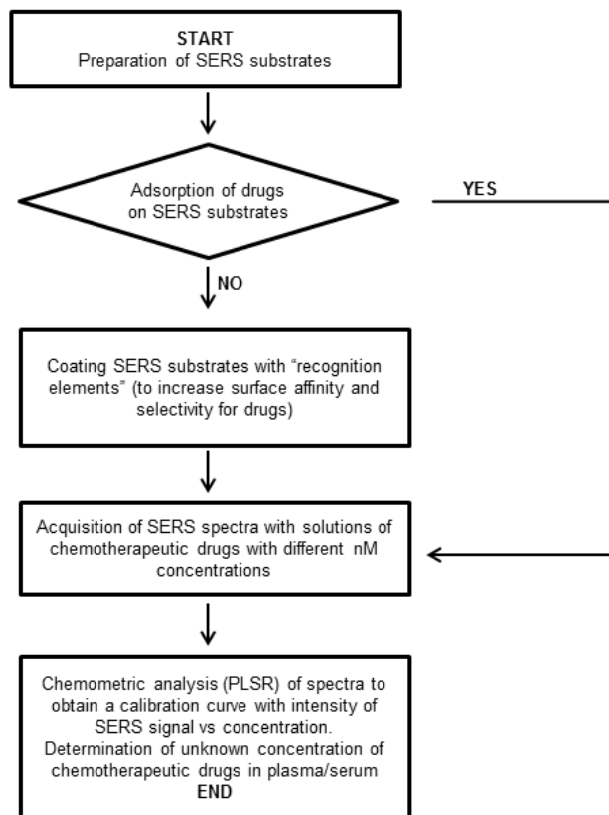 START
Preparation of SERS substrates
Adsorption of drugs
on SERS substrates
YES
NO
Coating SERS substrates with “recognition
elements” (to increase surface affinity and
selectivity for drugs)
Acquisition of SERS spectra with solutions of
chemotherapeutic drugs with different nM
concentrations
Chemometric analysis (PLSR) of spectra to
obtain a calibration curve with intensity of
SERS signal vs concentration.
Determination of unknown concentration of
chemotherapeutic drugs in plasma/serum
END